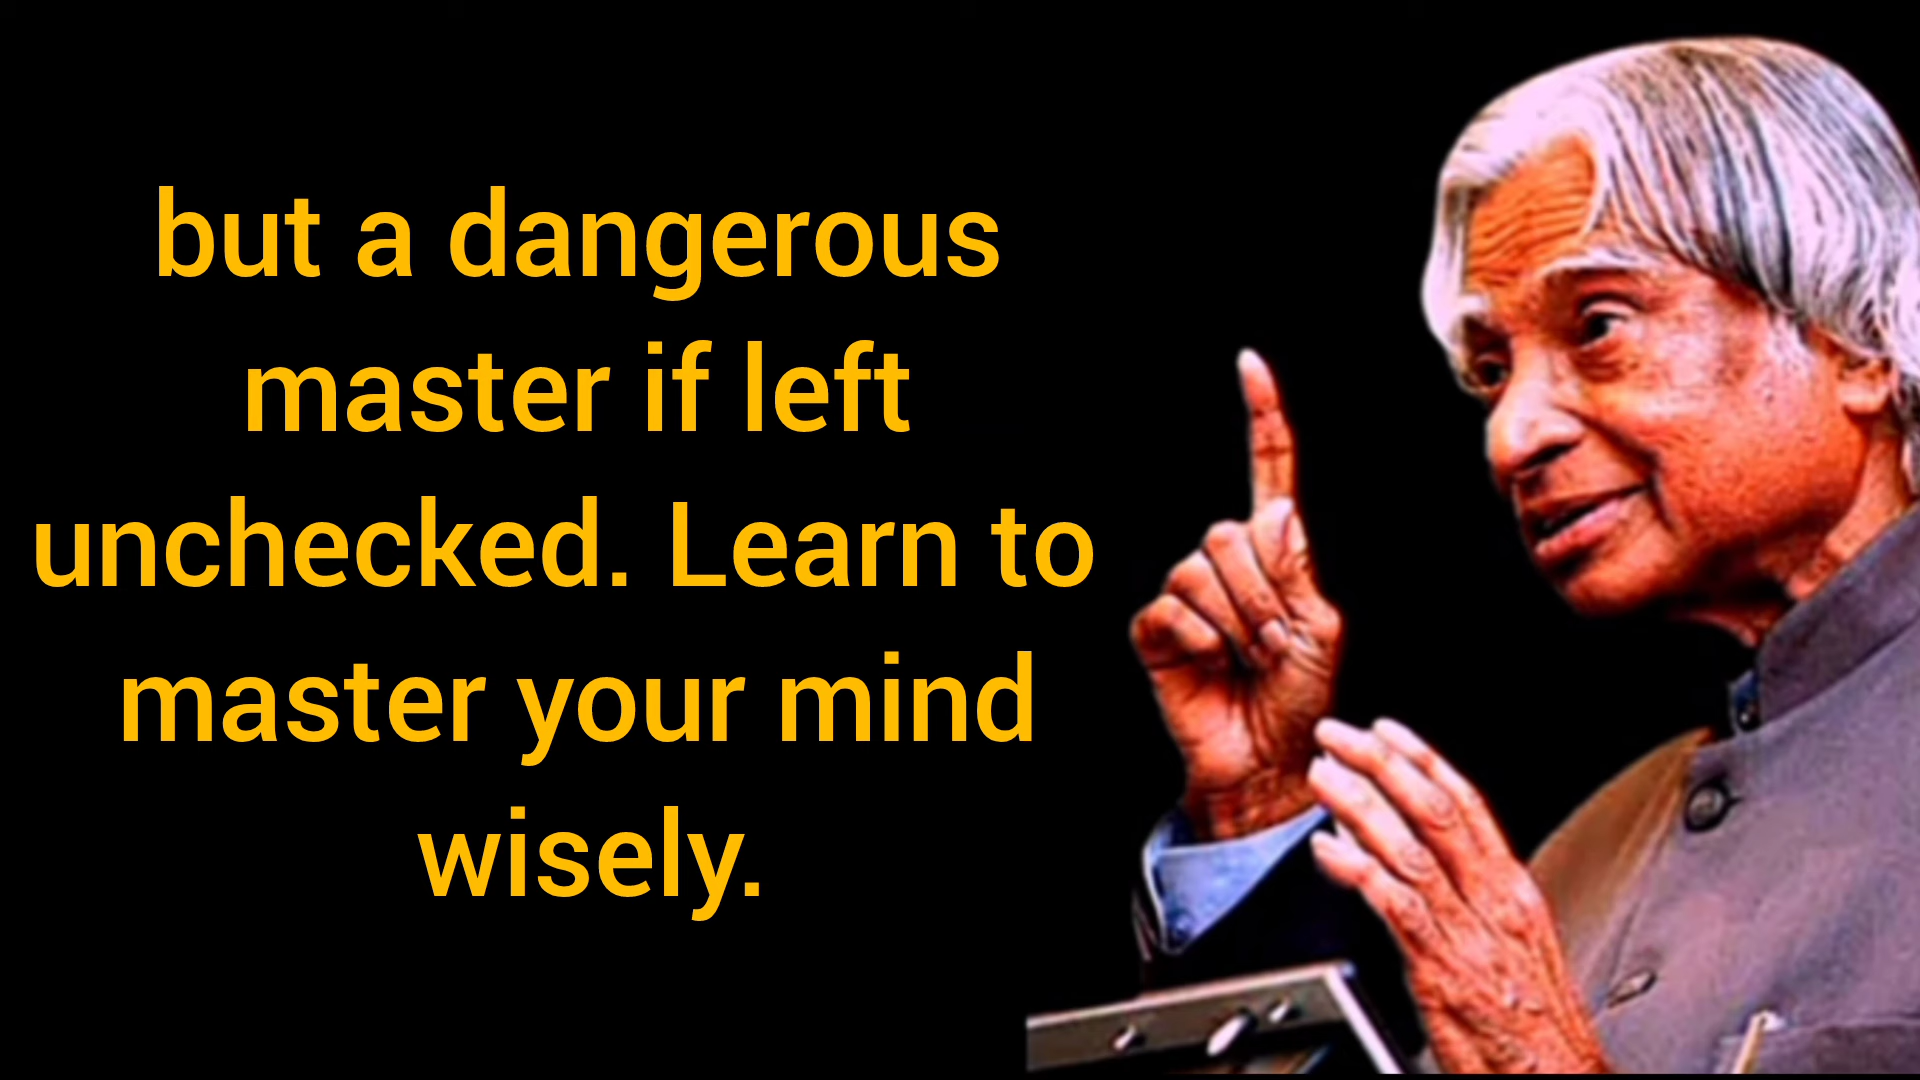 but a dangerous
master if left
unchecked. Learn to
master your mind
wisely.